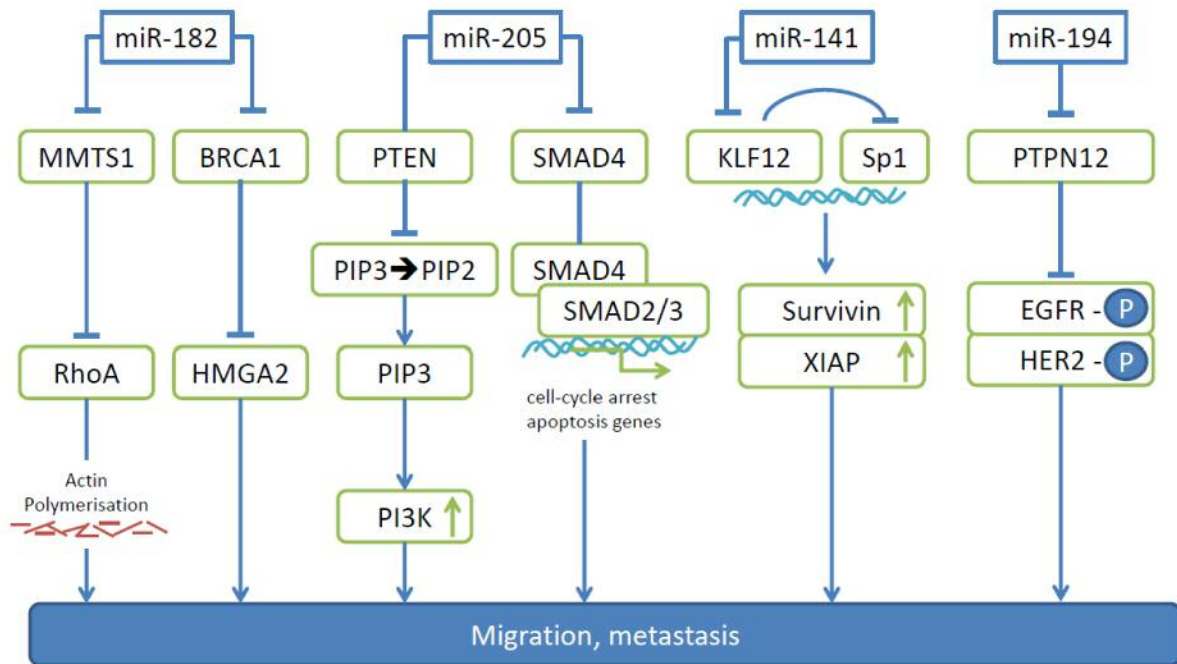 miR-182
miR-205
miR-141
miR-194
MMTS1
BRCA1
PTEN
SMAD4
KLF12
Sp1
PTPN12
PIP3➔PIP2
SMAD4
SMAD2/3
Survivin
XIAP
EGFR - P
HER2 - P
RhoA
HMGA2
PIP3
cell-cycle arrest
apoptosis genes
Actin
Polymerisation
PI3K
Migration, metastasis